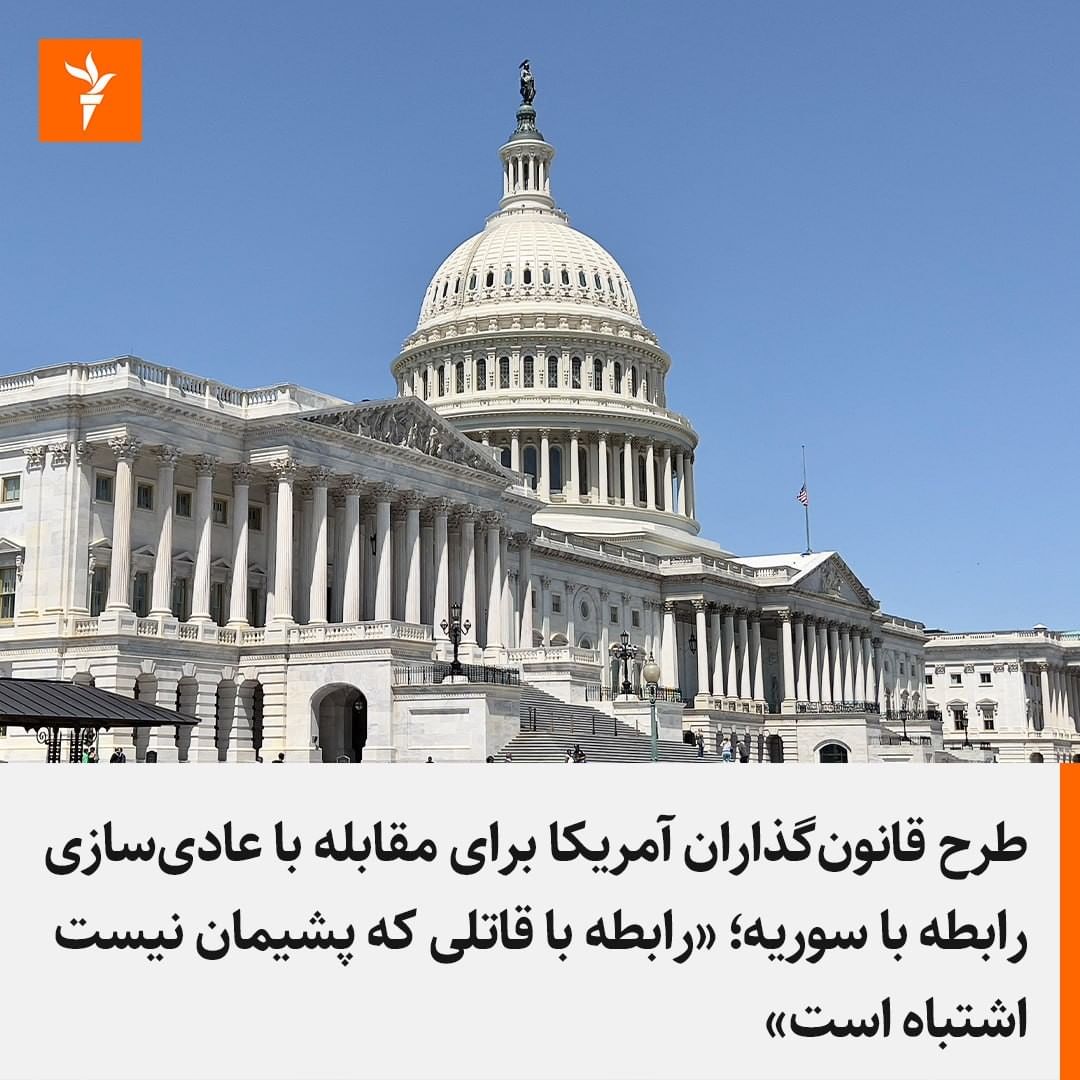 طرح قانون‌گذاران آمریکا برای مقابله با عادی‌سازی
رابطه با سوریه؛ «رابطه با قاتلی که پشیمان نیست
اشتباه است»